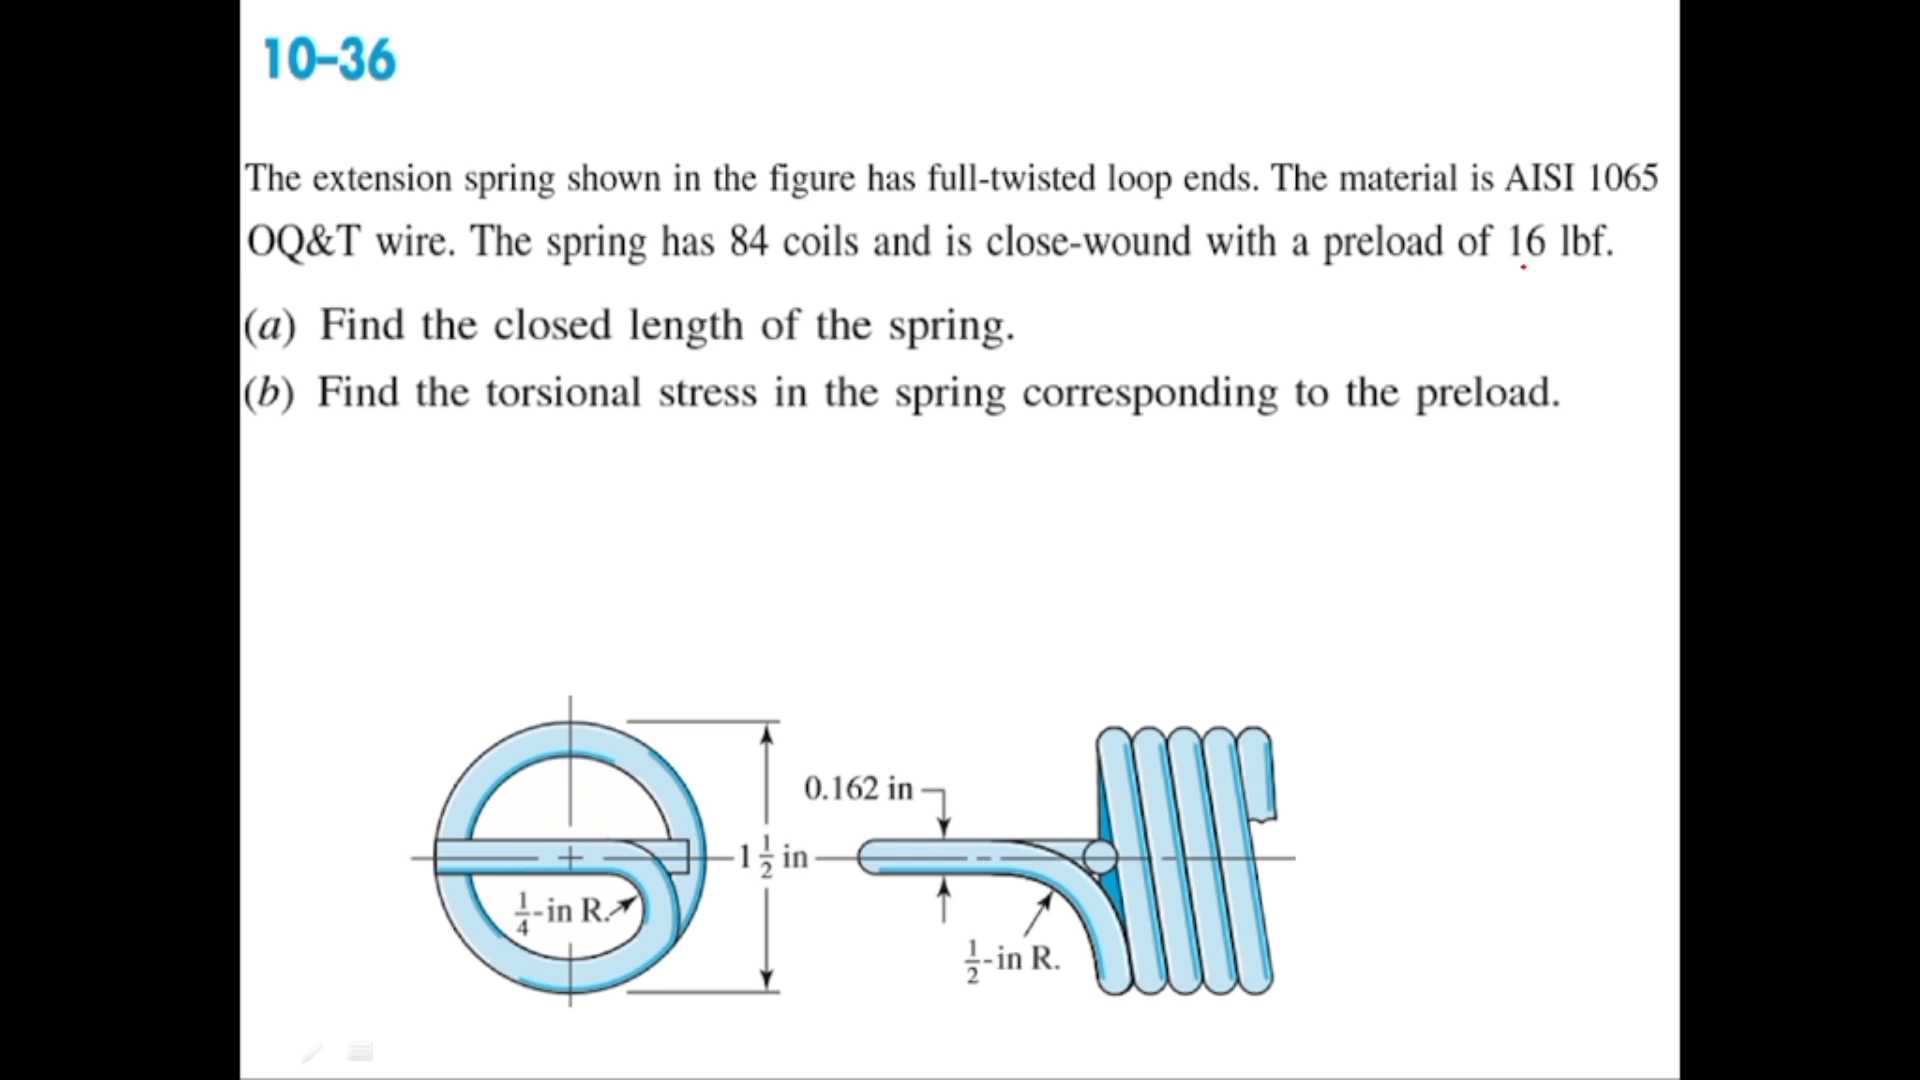 10–36
The extension spring shown in the figure has full-twisted loop ends. The material is AISI 1065
OQ&T wire. The spring has 84 coils and is close-wound with a preload of 16 lbf.
(a) Find the closed length of the spring.
(b) Find the torsional stress in the spring corresponding to the preload.
0.162 in
1 1/2 in
1/4-in R.
1/2-in R.